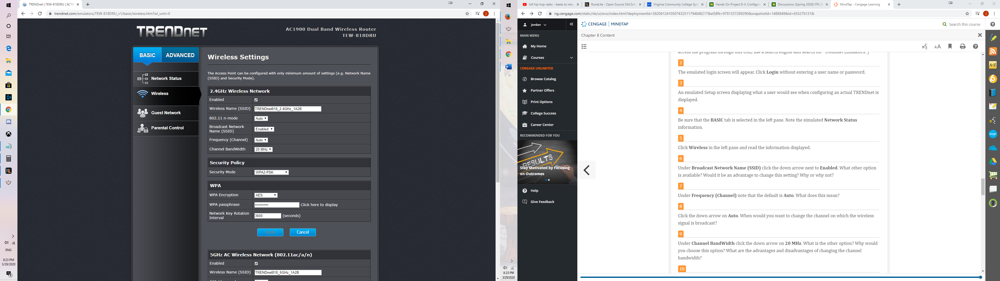 TRENDnet | TEW-818DRU | AC19
trendnet.com/emulators/TEW-818DRU_v1/basic/wireless.htm?wl_unit=0
TRENDNET
AC1900 Dual Band Wireless Router
TEW-818DRU
BASIC
ADVANCED
Network Status
Wireless
Guest Network
Parental Control
Wireless Settings
The Access Point can be configured with only minimum amount of settings (e.g. Network Name
(SSID) and Security Mode).
2.4GHz Wireless Network
Enabled
Wireless Name (SSID) TRENDnet818_2.4GHz_1A2B
802.11 n-mode Auto
Broadcast Network
Name (SSID) Enabled
Frequency (Channel) Auto
Channel BandWidth 20 MHz
Security Policy
Security Mode WPA2-PSK
WPA
WPA Encryption AES
WPA passphrase ••••••••••• Click here to display
Network Key Rotation
Interval 3600 (seconds)
Apply Cancel
5GHz AC Wireless Network (802.11ac/a/n)
Enabled
Wireless Name (SSID) TRENDnet818_5GHz_1A2B
ENG
8:23 PM
3/29/2020
3
8:23 PM
3/29/2020
lofi hip hop radio - beats to rela
RuneLite - Open Source Old Sch
Virginia Community College Syst
Hands-On Project 8-3: Configuri
Discussions: (Spring 2020) ITN 26
MindTap - Cengage Learning
ng.cengage.com/static/nb/ui/evo/index.html?deploymentId=5820612410507432511794848217&eISBN=9781337289290&snapshotId=1488849&id=655276131&
jordan
CENGAGE | MINDTAP
Search this course
MAIN MENU
My Home
Courses
CENGAGE UNLIMITED
Browse Catalog
Partner Offers
Print Options
College Success
Career Center
RECOMMENDED FOR YOU
RESULTS
Stay Motivated by Focusing
on Outcomes
Help
Give Feedback
Chapter 8 Content
AA
access the program through this URL, use a search engine and search for "Trendnet Emulators.")
2
The emulated login screen will appear. Click Login without entering a user name or password.
3
An emulated Setup screen displaying what a user would see when configuring an actual TRENDnet is
displayed.
4
Be sure that the BASIC tab is selected in the left pane. Note the simulated Network Status
information.
5
Click Wireless in the left pane and read the information displayed.
6
Under Broadcast Network Name (SSID) click the down arrow next to Enabled. What other option
is available? Would it be an advantage to change this setting? Why or why not?
7
Under Frequency (Channel) note that the default is Auto. What does this mean?
8
Click the down arrow on Auto. When would you want to change the channel on which the wireless
signal is broadcast?
9
Under Channel BandWidth click the down arrow on 20 MHz. What is the other option? Why would
you choose this option? What are the advantages and disadvantages of changing the channel
bandwidth?
10
A-Z
bongo